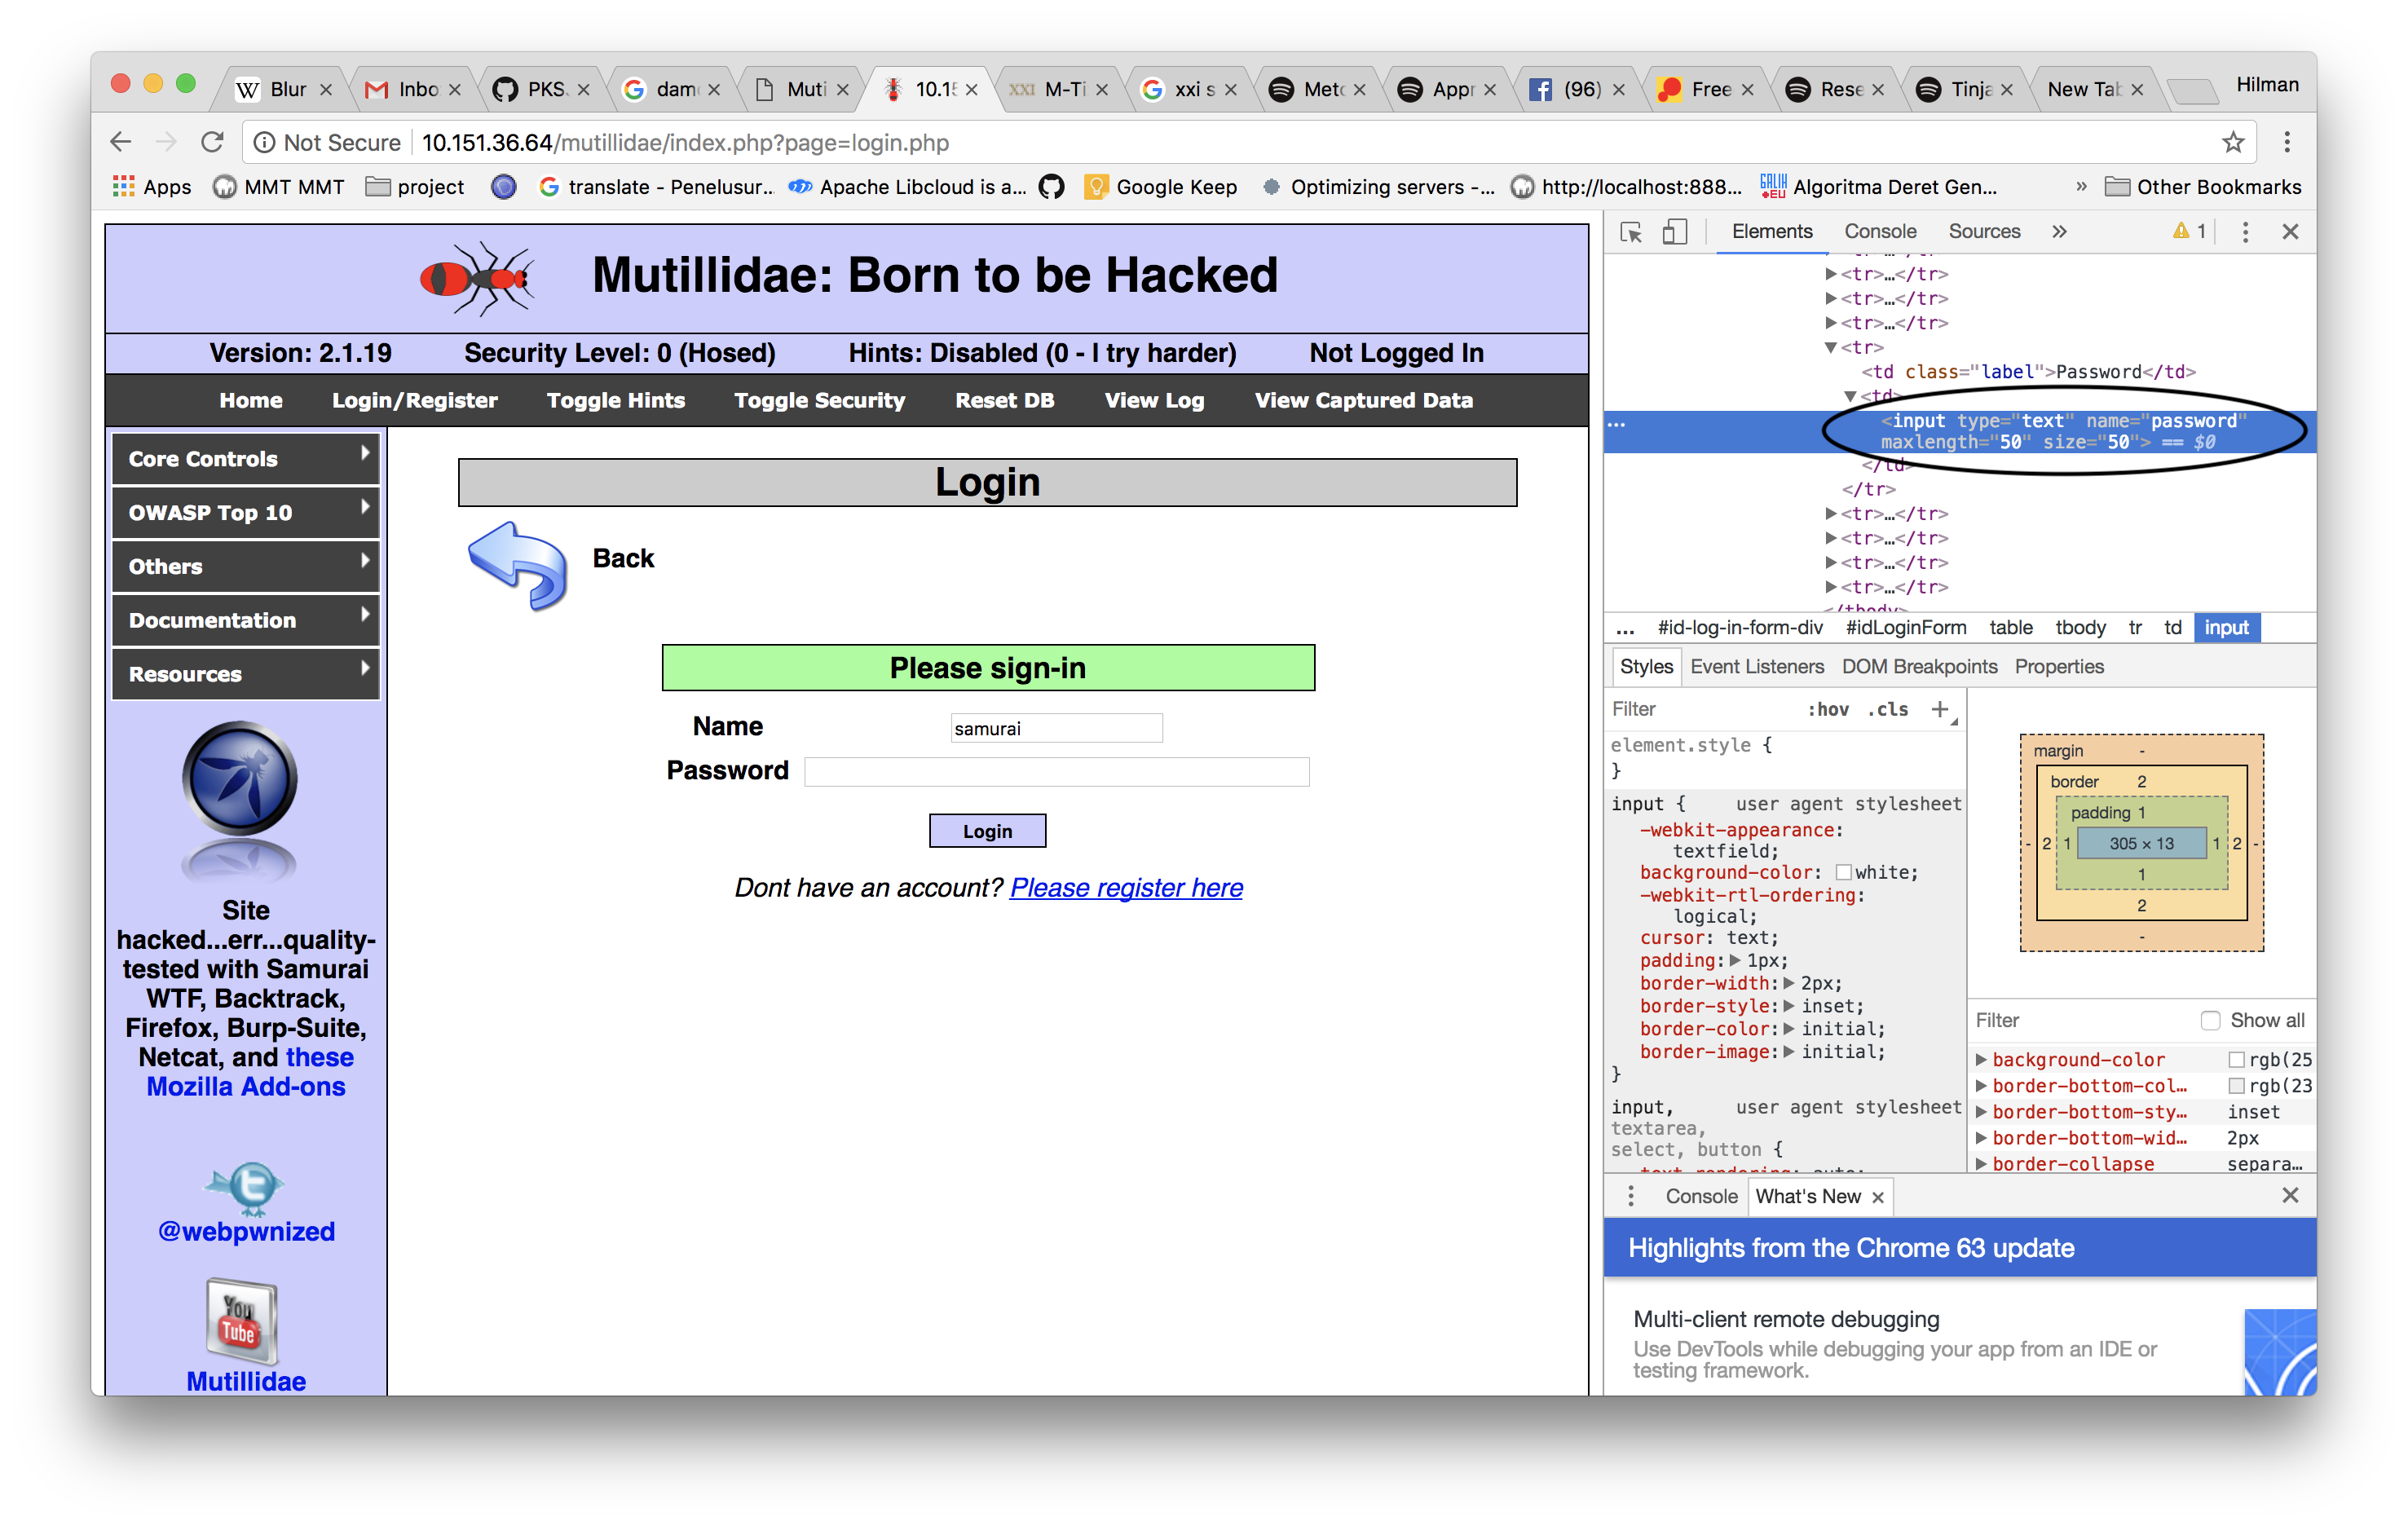 Blur
Inbo
PKS
dam
Muti
10.15
M-Ti
xxi s
Meto
Appr
(96)
Free
Rese
Tinja
New Tab
Hilman
Not Secure
10.151.36.64/mutillidae/index.php?page=login.php
Apps
MMT MMT
project
translate - Penelusur...
Apache Libcloud is a...
Google Keep
Optimizing servers -...
http://localhost:888...
Algoritma Deret Gen...
»
Other Bookmarks
Mutillidae: Born to be Hacked
Version: 2.1.19
Security Level: 0 (Hosed)
Hints: Disabled (0 - I try harder)
Not Logged In
Home
Login/Register
Toggle Hints
Toggle Security
Reset DB
View Log
View Captured Data
Core Controls
OWASP Top 10
Others
Documentation
Resources
Site
hacked...err...quality-
tested with Samurai
WTF, Backtrack,
Firefox, Burp-Suite,
Netcat, and these
Mozilla Add-ons
@webpwnized
You
Tube
Mutillidae
Login
Back
Please sign-in
Name
samurai
Password
Login
Dont have an account? Please register here
Elements
Console
Sources
»
1
<tr>…</tr>
<tr>…</tr>
<tr>…</tr>
<tr>…</tr>
<tr>
<td class="label">Password</td>
<td>
<input type="text" name="password"
maxlength="50" size="50"> == $0
</td>
</tr>
<tr>…</tr>
<tr>…</tr>
<tr>…</tr>
<tr>…</tr>
</tbody>
... #id-log-in-form-div #idLoginForm table tbody tr td input
Styles
Event Listeners
DOM Breakpoints
Properties
Filter
:hov .cls +
element.style {
}
input { user agent stylesheet
-webkit-appearance:
textfield;
background-color: white;
-webkit-rtl-ordering:
logical;
cursor: text;
padding: 1px;
border-width: 2px;
border-style: inset;
border-color: initial;
border-image: initial;
}
input, user agent stylesheet
textarea,
select, button {
text-rendering: auto;
margin -
border 2
padding 1
- 2 1 305 × 13 1 2 -
1
2
-
Filter
Show all
background-color rgb(25
border-bottom-col… rgb(23
border-bottom-sty… inset
border-bottom-wid… 2px
border-collapse separa…
Console
What's New
Highlights from the Chrome 63 update
Multi-client remote debugging
Use DevTools while debugging your app from an IDE or
testing framework.